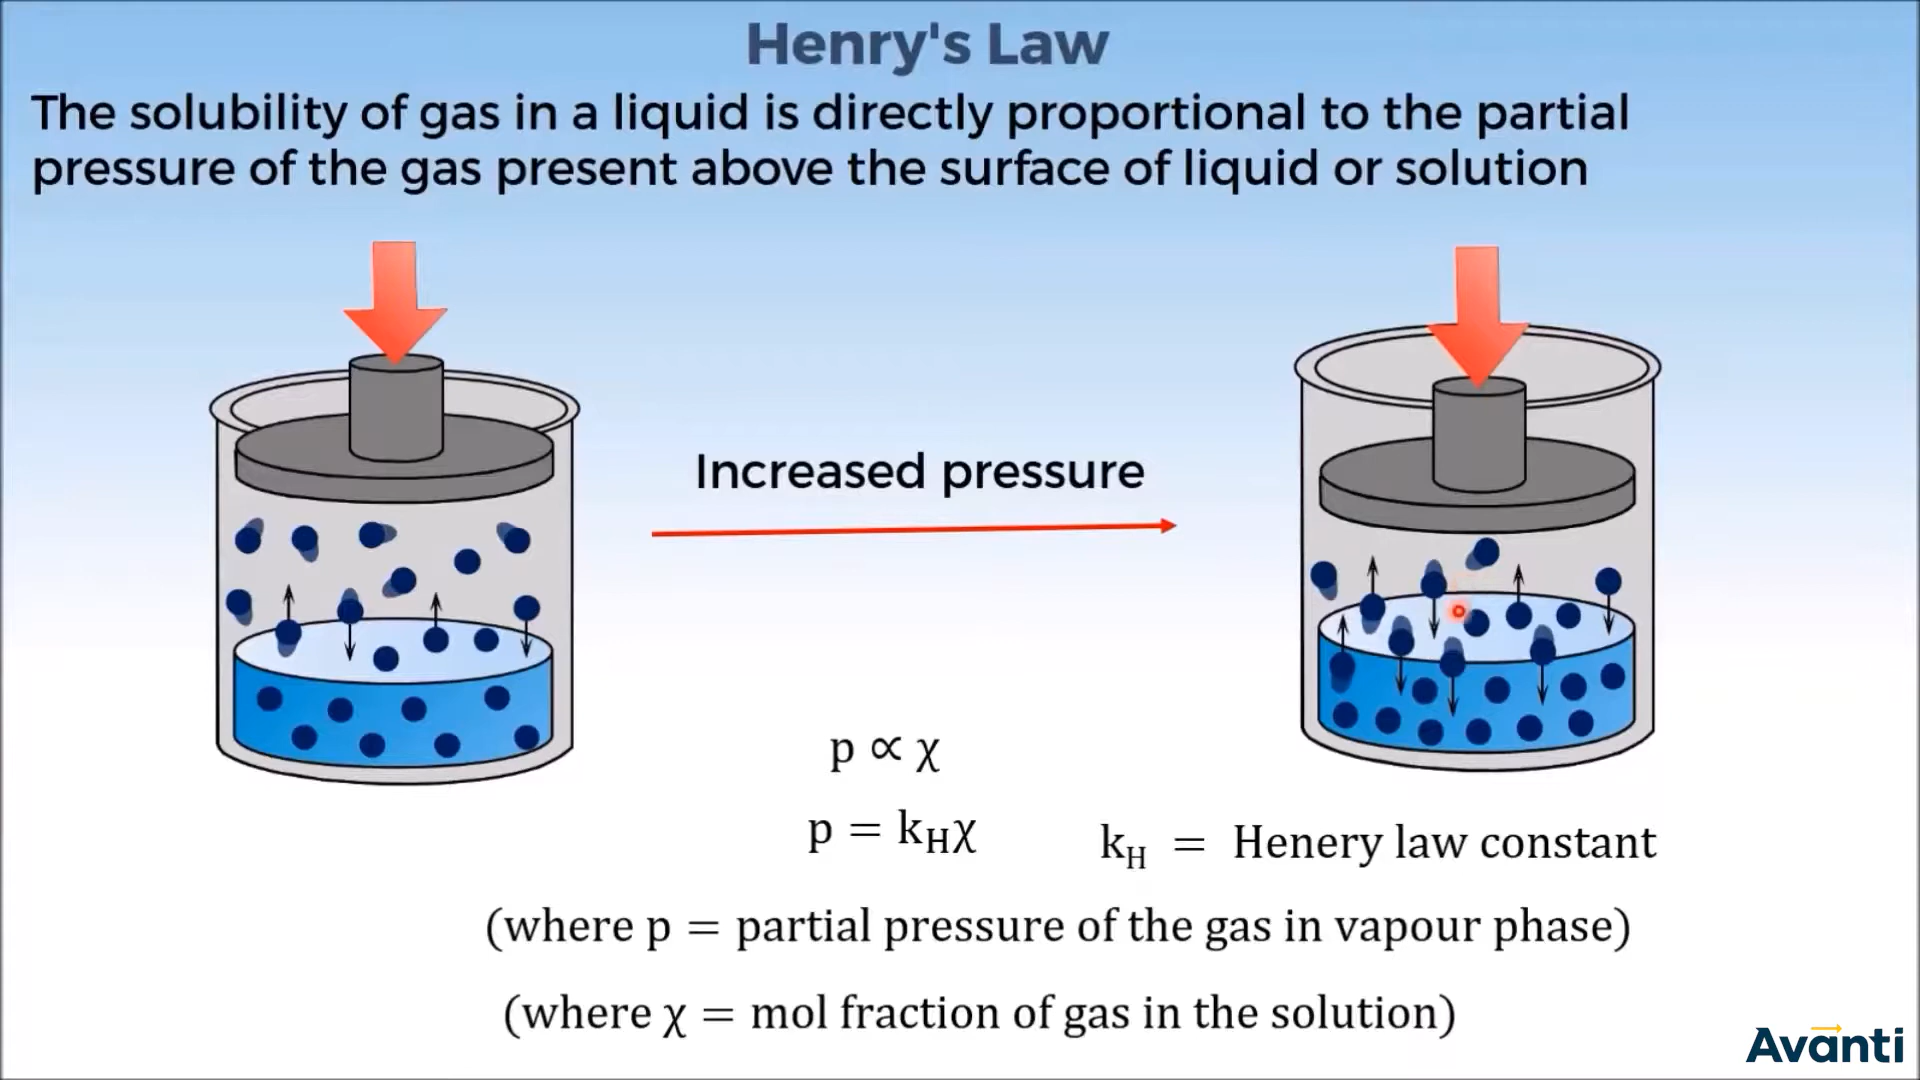 Henry's Law
The solubility of gas in a liquid is directly proportional to the partial
pressure of the gas present above the surface of liquid or solution
Increased pressure
p ∝ χ
p = k_Hχ
k_H = Henery law constant
(where p = partial pressure of the gas in vapour phase)
(where χ = mol fraction of gas in the solution)
Avanti